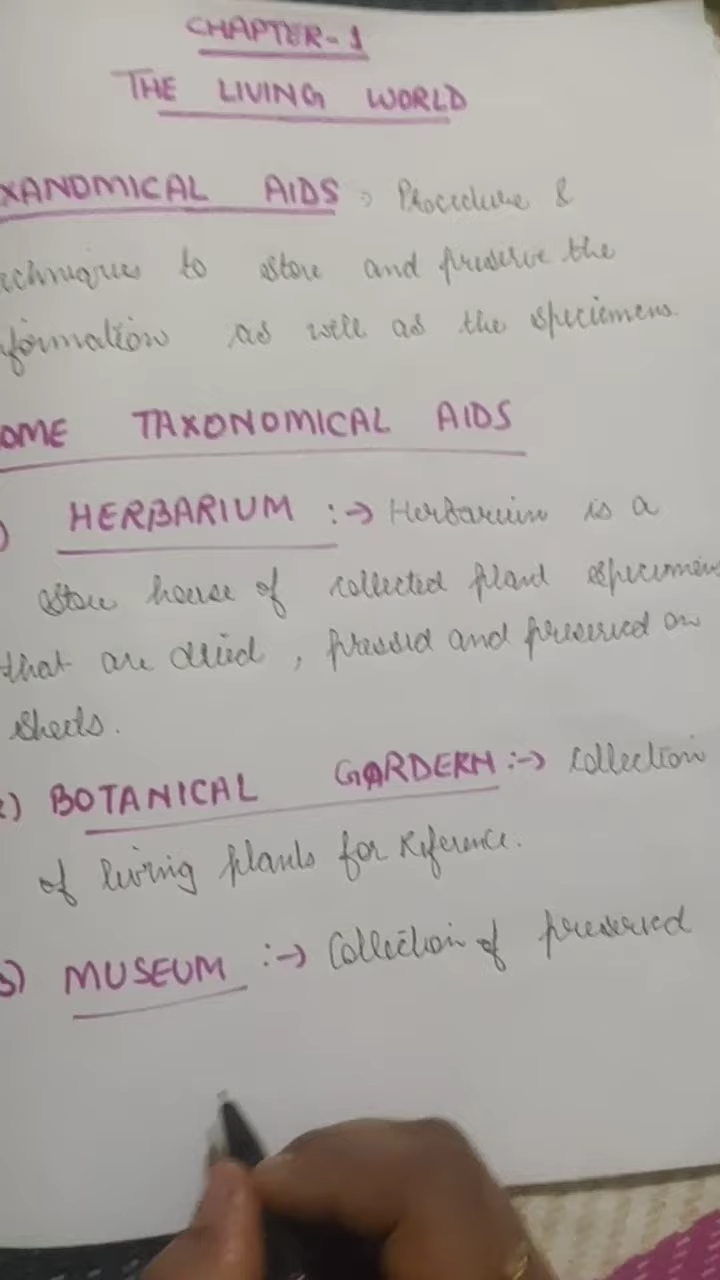 CHAPTER-1
THE LIVING WORLD
XANOMICAL AIDS → Procedure &
echniques to store and preserve the
formation as well as the specimens.
OME TAXONOMICAL AIDS
) HERBARIUM :→ Herbarium is a
store house of collected plant specimens
that are dried, pressed and preserved on
sheets.
2) BOTANICAL GARDERN :→ Collection
of living plants for reference.
3) MUSEUM :→ Collection of preserved